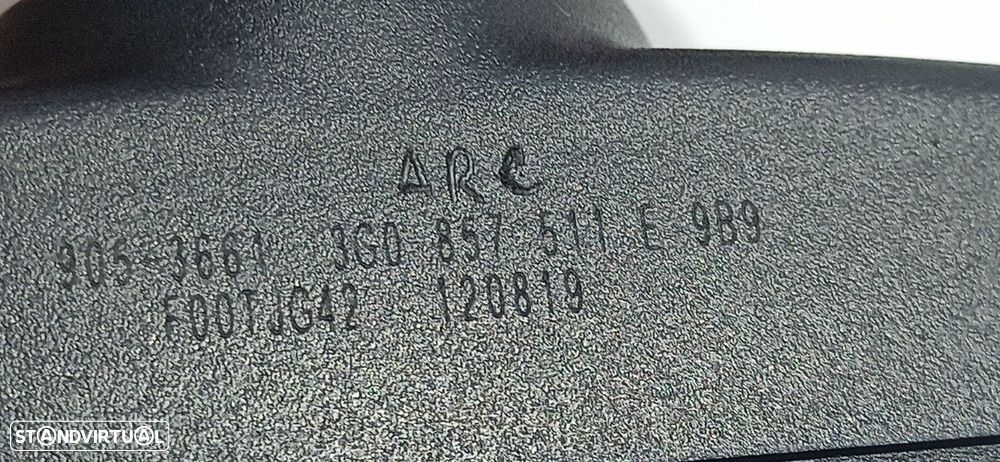 ARC
905-3661 3G0 857 511 E 9B9
F00TJG42 120819
STANDVIRTUAL